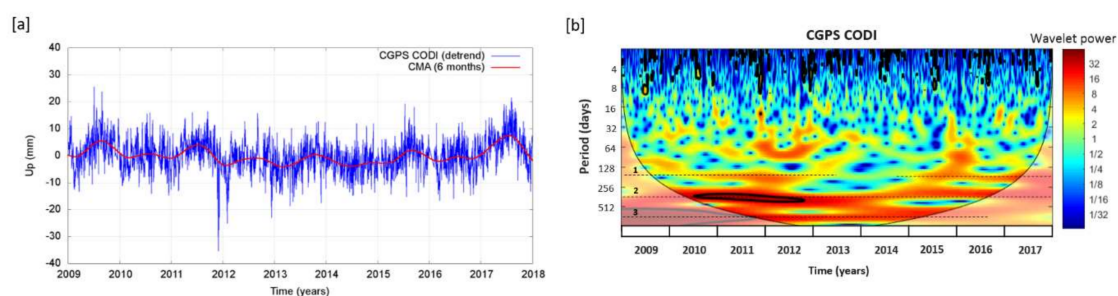 [a]
40
30
20
10
0
-10
-20
-30
-40
Up (mm)
CGPS CODI (detrend)
CMA (6 months)
2009 2010 2011 2012 2013 2014 2015 2016 2017 2018
Time (years)
[b]
CGPS CODI
Wavelet power
4
8
16
32
64
128
256
512
Period (days)
1
2
3
32
16
8
4
2
1
1/2
1/4
1/8
1/16
1/32
2009 2010 2011 2012 2013 2014 2015 2016 2017
Time (years)